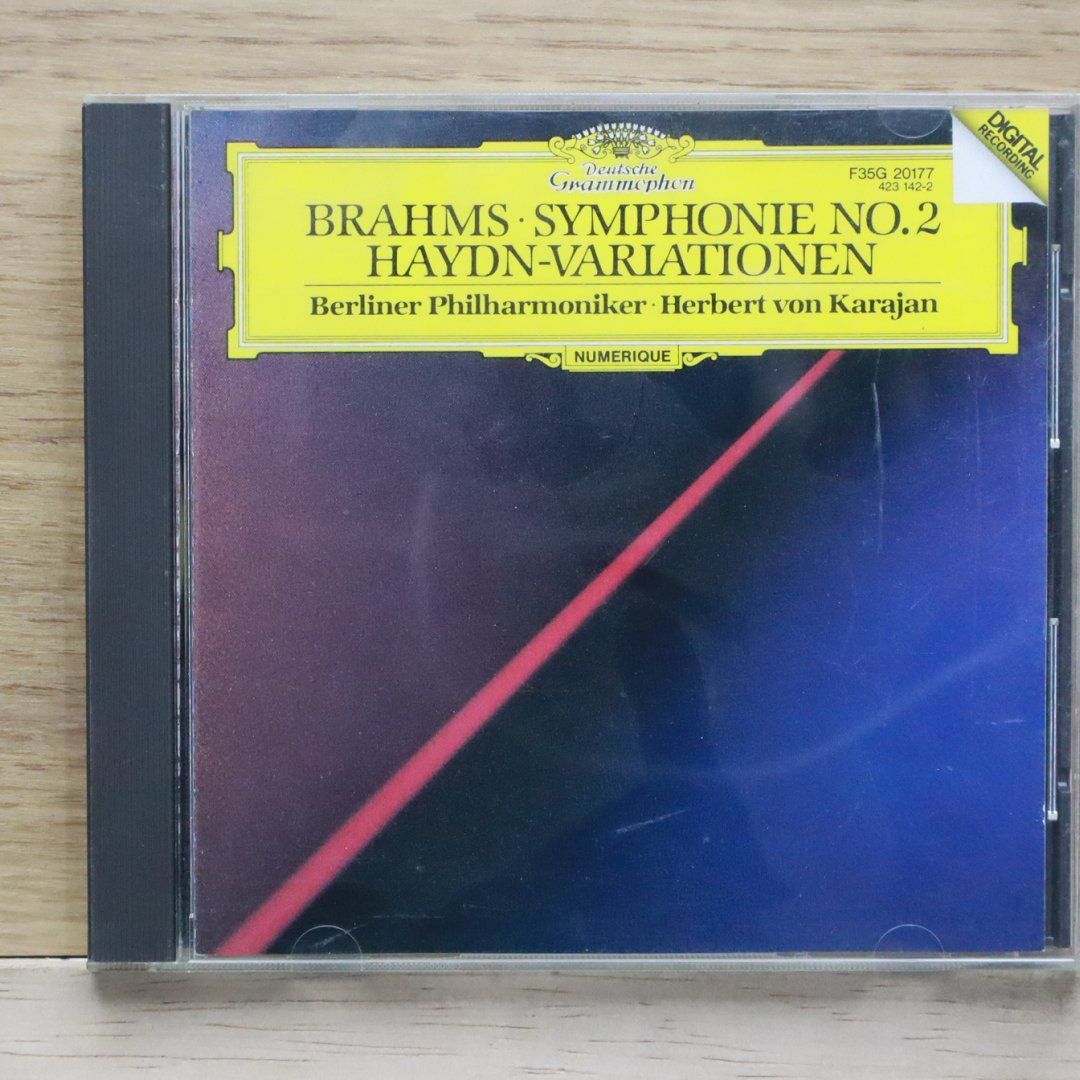 Deutsche
Grammophon
F35G 20177
423 142-2
DIGITAL
RECORDING
BRAHMS · SYMPHONIE NO. 2
HAYDN-VARIATIONEN
Berliner Philharmoniker · Herbert von Karajan
NUMERIQUE